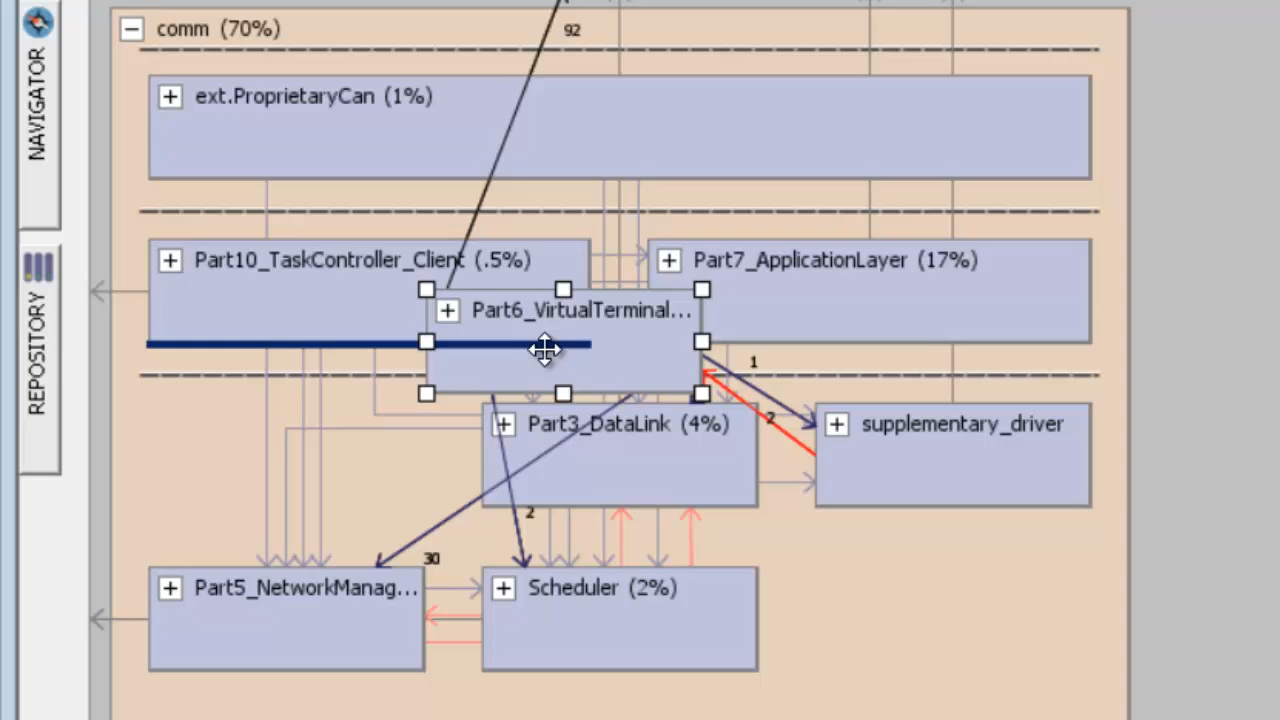 NAVIGATOR
REPOSITORY
comm (70%)
92
ext.ProprietaryCan (1%)
Part10_TaskController_Client (.5%)
Part7_ApplicationLayer (17%)
Part6_VirtualTerminal...
1
2
Part3_DataLink (4%)
supplementary_driver
2
30
Part5_NetworkManag...
Scheduler (2%)